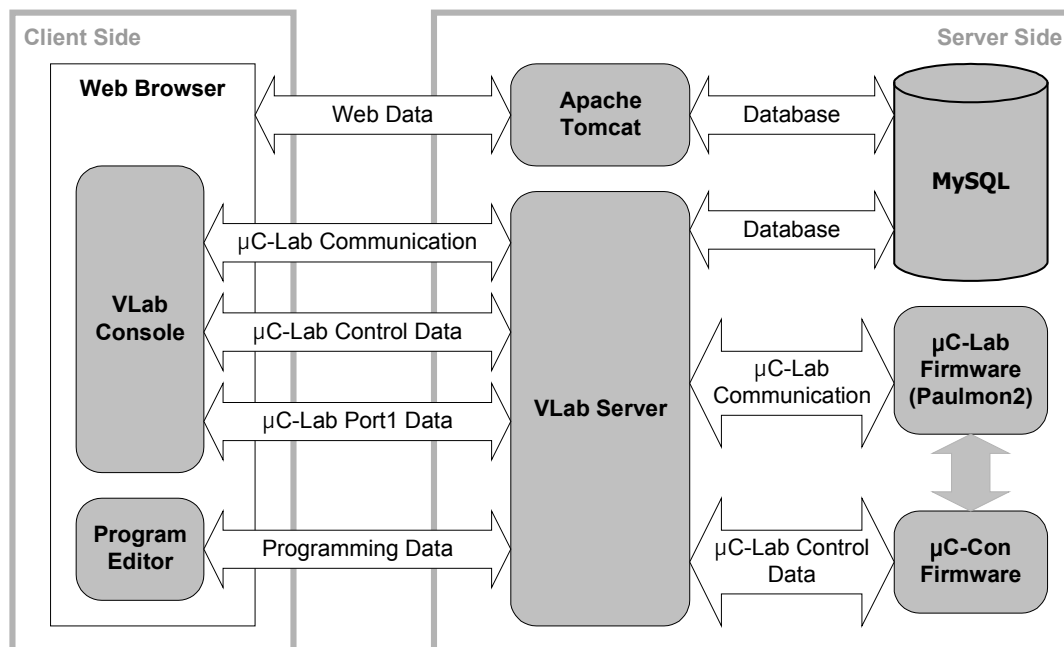 Client Side
Server Side
Web Browser
Web Data
Apache
Tomcat
Database
MySQL
Database
µC-Lab Communication
VLab
Console
µC-Lab Control Data
µC-Lab Port1 Data
VLab Server
µC-Lab
Communication
µC-Lab
Firmware
(Paulmon2)
Program
Editor
Programming Data
µC-Lab Control
Data
µC-Con
Firmware